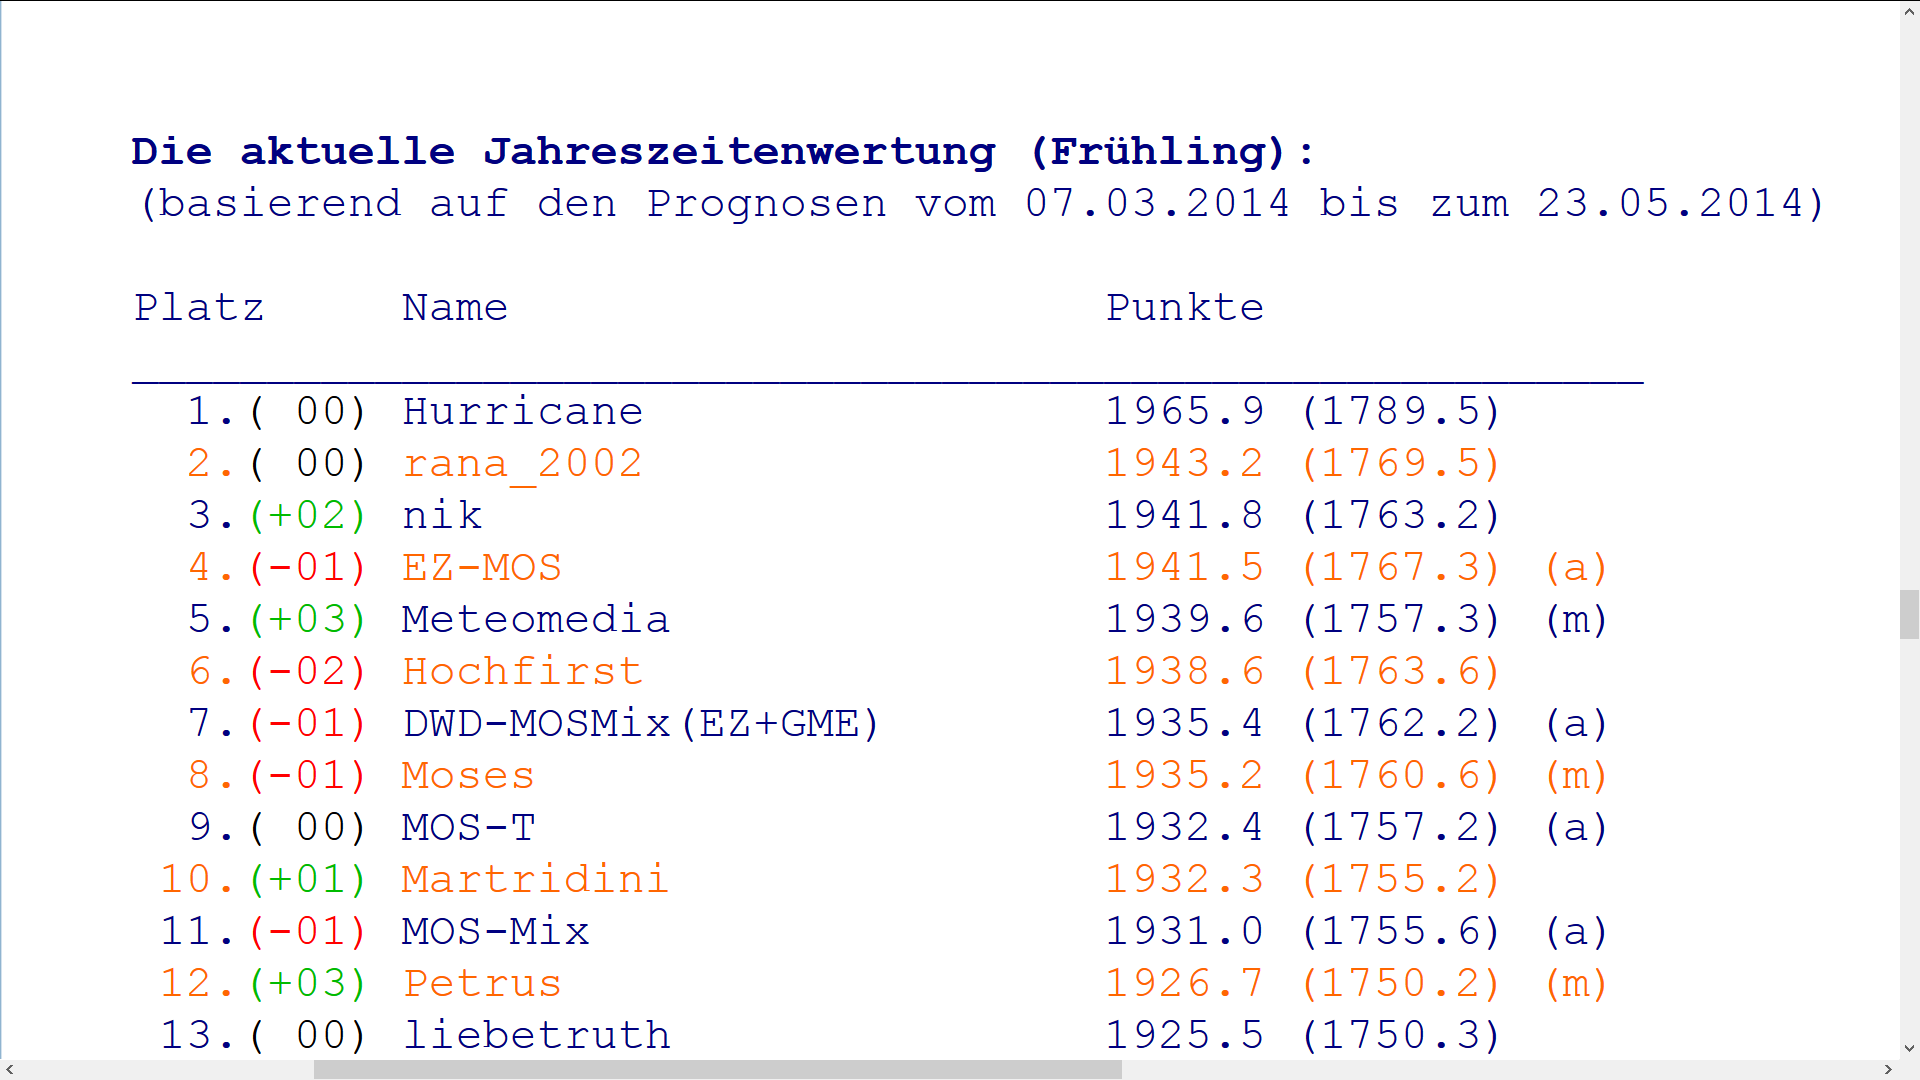 Die aktuelle Jahreszeitenwertung (Frühling):
(basierend auf den Prognosen vom 07.03.2014 bis zum 23.05.2014)
Platz Name Punkte
________________________________________________________
1.( 00) Hurricane 1965.9 (1789.5)
2.( 00) rana_2002 1943.2 (1769.5)
3.(+02) nik 1941.8 (1763.2)
4.(-01) EZ-MOS 1941.5 (1767.3) (a)
5.(+03) Meteomedia 1939.6 (1757.3) (m)
6.(-02) Hochfirst 1938.6 (1763.6)
7.(-01) DWD-MOSMix(EZ+GME) 1935.4 (1762.2) (a)
8.(-01) Moses 1935.2 (1760.6) (m)
9.( 00) MOS-T 1932.4 (1757.2) (a)
10.(+01) Martridini 1932.3 (1755.2)
11.(-01) MOS-Mix 1931.0 (1755.6) (a)
12.(+03) Petrus 1926.7 (1750.2) (m)
13.( 00) liebetruth 1925.5 (1750.3)